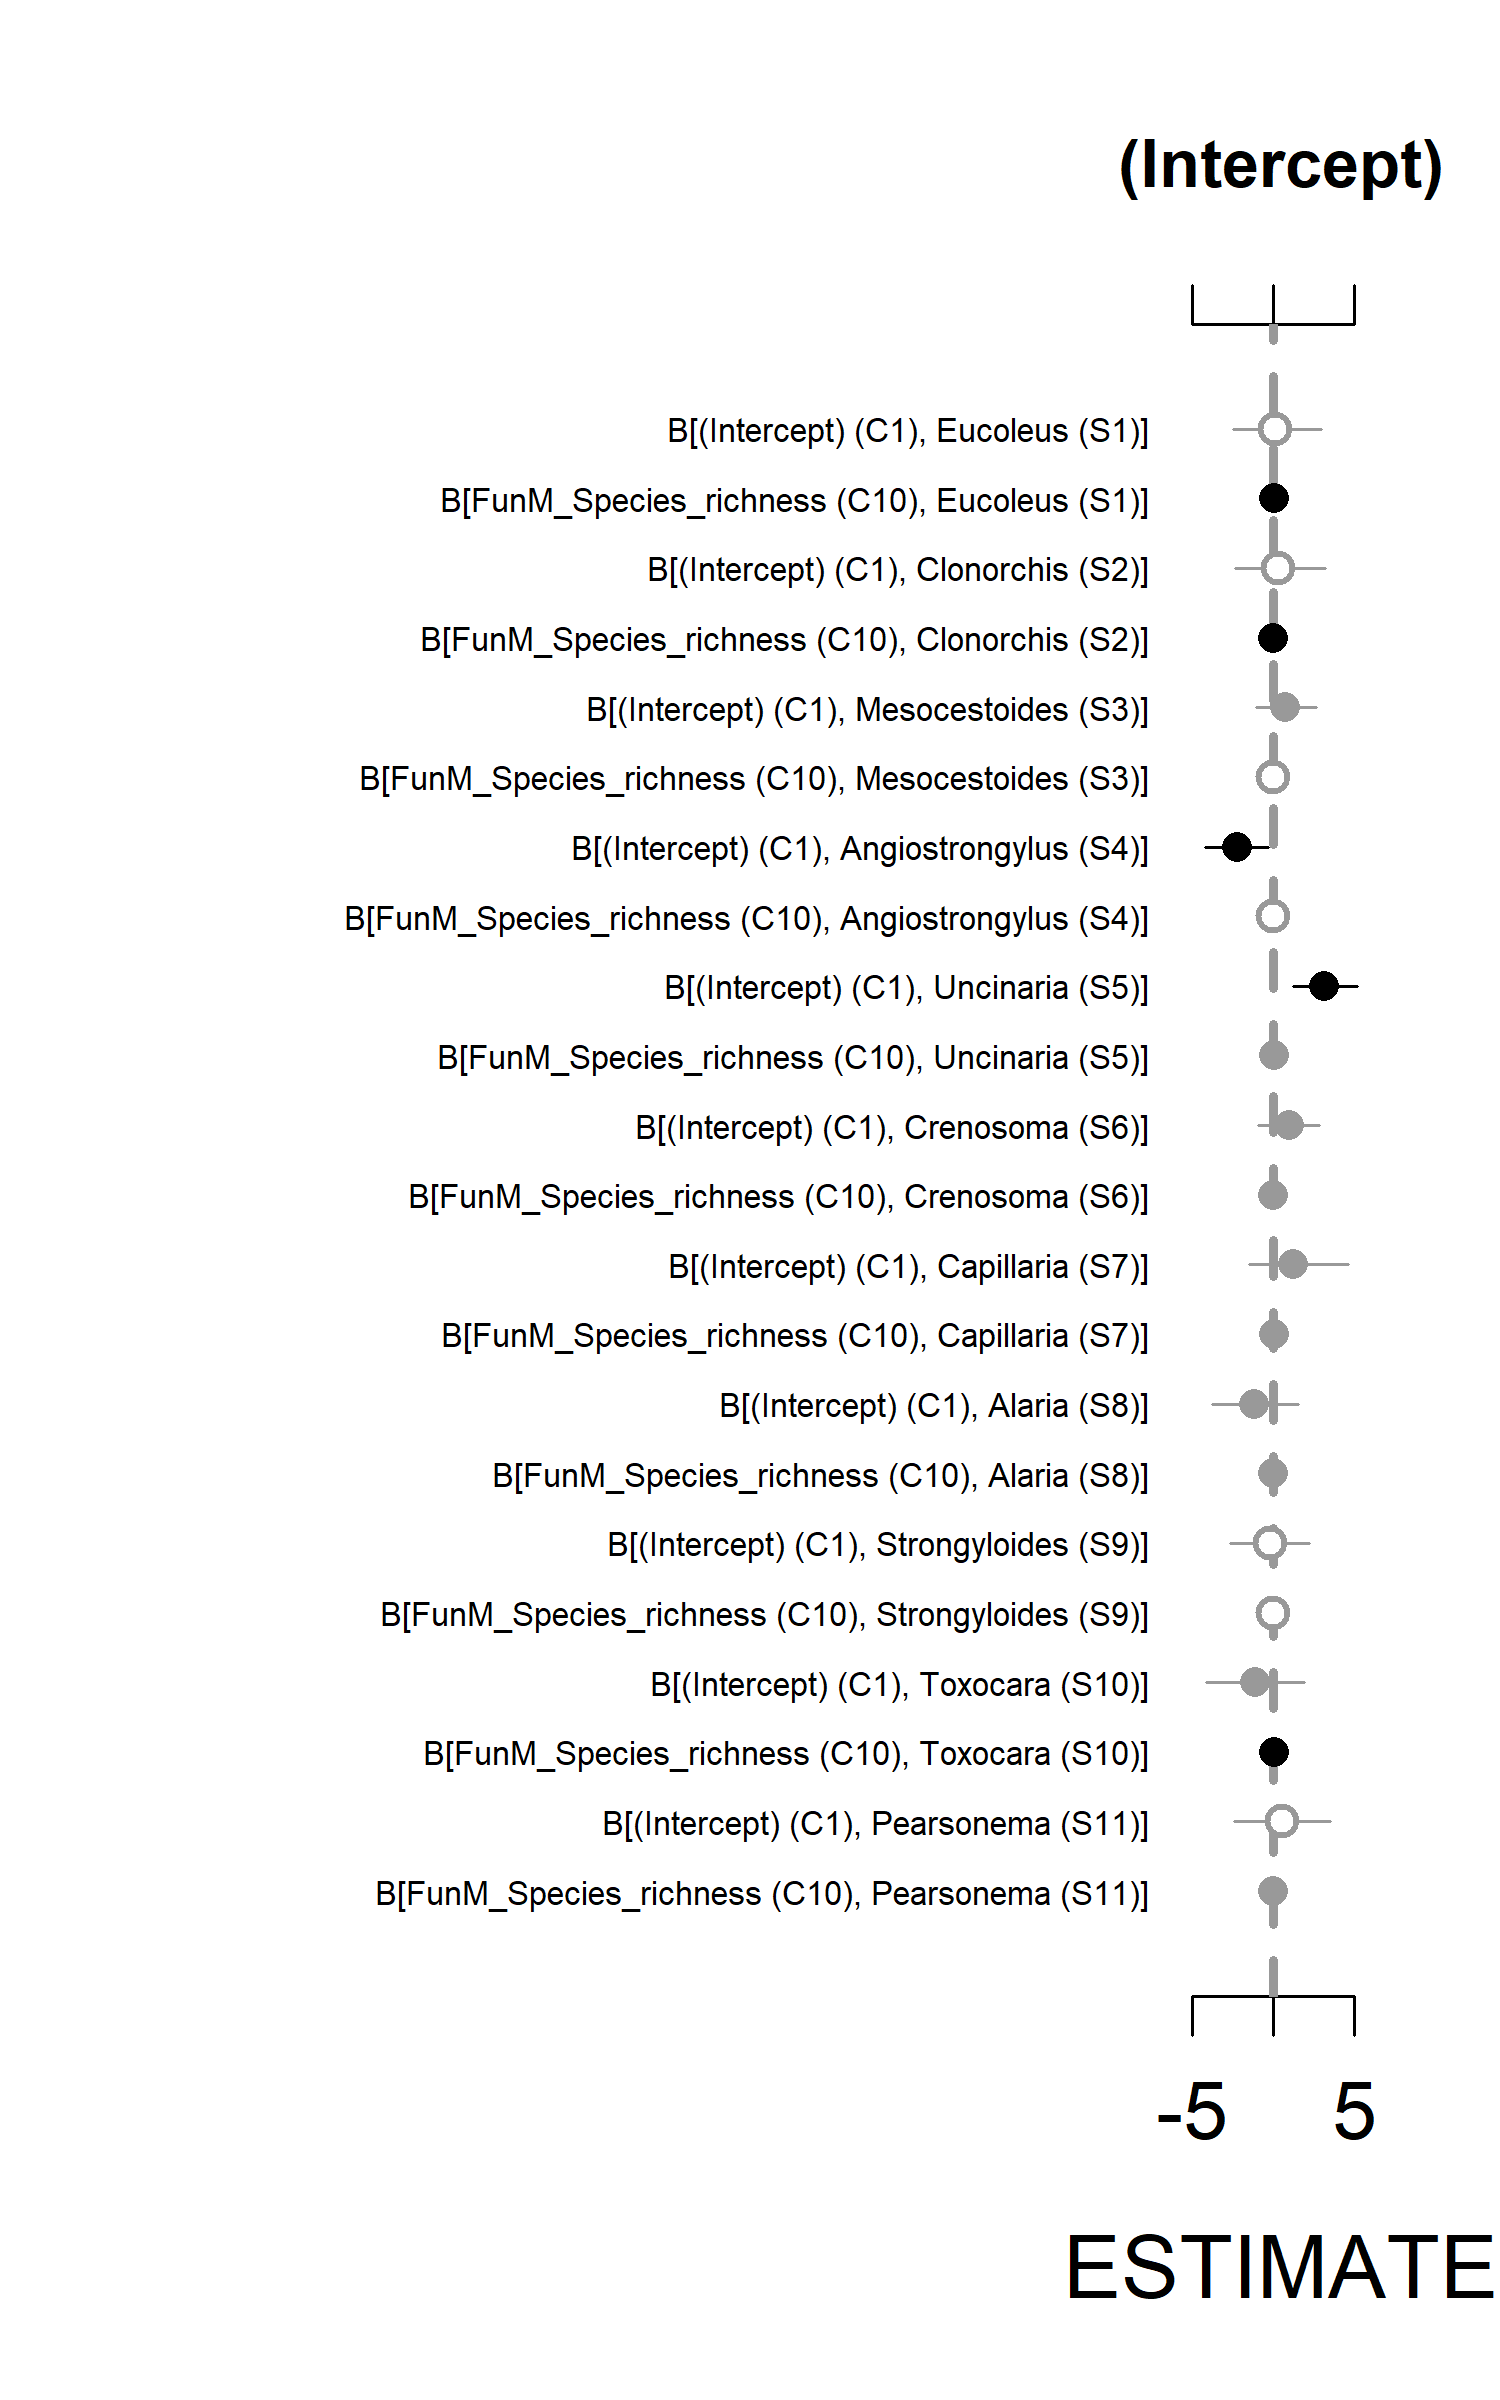 (Intercept)
B[(Intercept) (C1), Eucoleus (S1)]
B[FunM_Species_richness (C10), Eucoleus (S1)]
B[(Intercept) (C1), Clonorchis (S2)]
B[FunM_Species_richness (C10), Clonorchis (S2)]
B[(Intercept) (C1), Mesocestoides (S3)]
B[FunM_Species_richness (C10), Mesocestoides (S3)]
B[(Intercept) (C1), Angiostrongylus (S4)]
B[FunM_Species_richness (C10), Angiostrongylus (S4)]
B[(Intercept) (C1), Uncinaria (S5)]
B[FunM_Species_richness (C10), Uncinaria (S5)]
B[(Intercept) (C1), Crenosoma (S6)]
B[FunM_Species_richness (C10), Crenosoma (S6)]
B[(Intercept) (C1), Capillaria (S7)]
B[FunM_Species_richness (C10), Capillaria (S7)]
B[(Intercept) (C1), Alaria (S8)]
B[FunM_Species_richness (C10), Alaria (S8)]
B[(Intercept) (C1), Strongyloides (S9)]
B[FunM_Species_richness (C10), Strongyloides (S9)]
B[(Intercept) (C1), Toxocara (S10)]
B[FunM_Species_richness (C10), Toxocara (S10)]
B[(Intercept) (C1), Pearsonema (S11)]
B[FunM_Species_richness (C10), Pearsonema (S11)]
-5 5
ESTIMATE